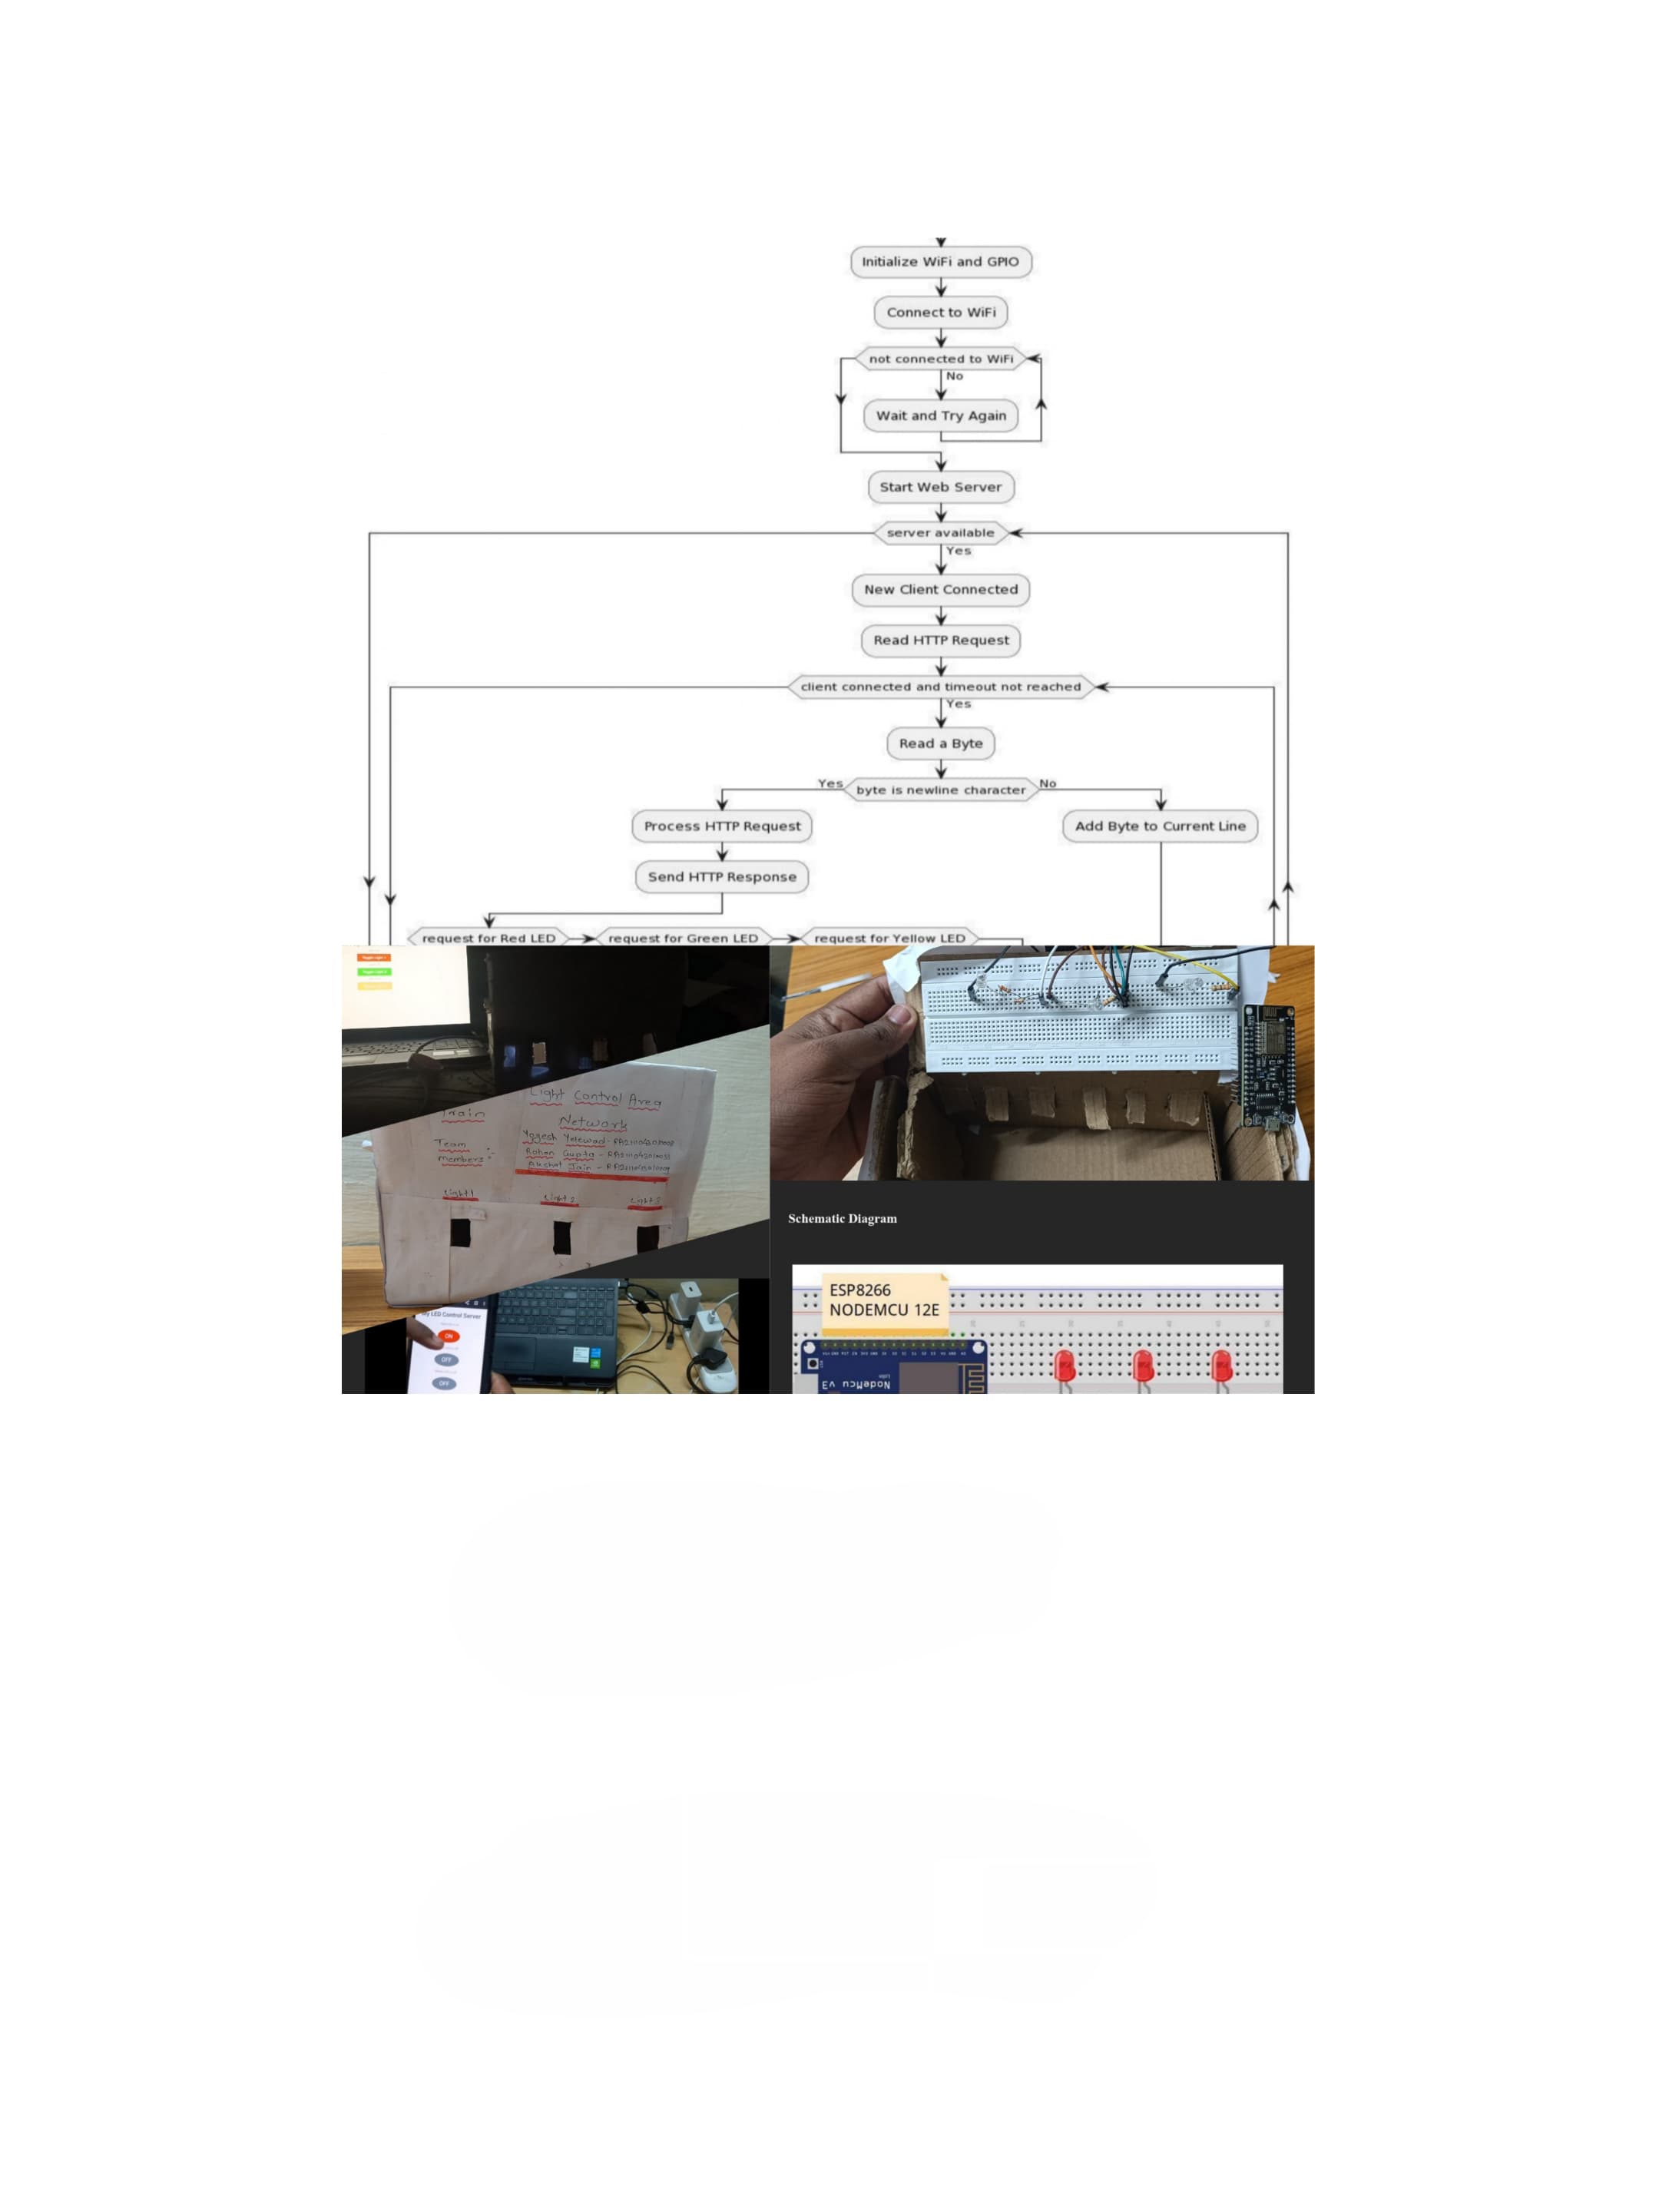 Initialize WiFi and GPIO
Connect to WiFi
not connected to WiFi
No
Wait and Try Again
Start Web Server
server available
Yes
New Client Connected
Read HTTP Request
client connected and timeout not reached
Yes
Read a Byte
Yes
byte is newline character
No
Process HTTP Request
Add Byte to Current Line
Send HTTP Response
request for Red LED
request for Green LED
request for Yellow LED
Light Control Area
Network
Team
Members :-
Rohan Gupta
Akshat Jain
Light 1
Light 2
Light 3
LED Control Server
ON
OFF
OFF
Schematic Diagram
ESP8266
NODEMCU 12E
NodeMcu v3